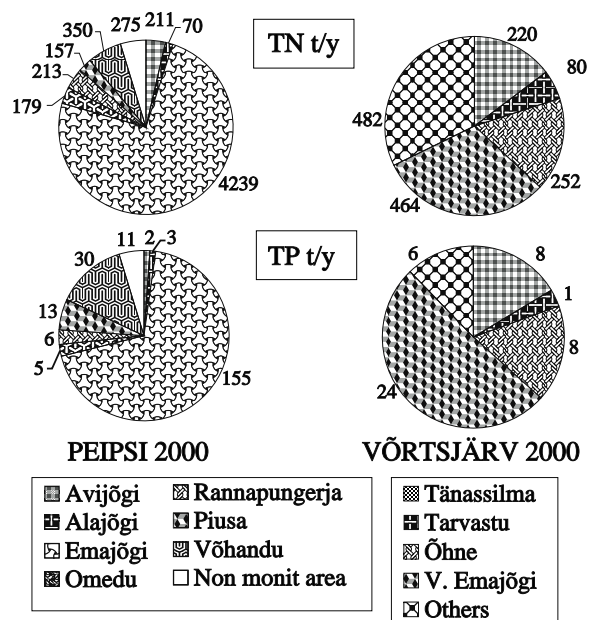 350 275 211 70 TN t/y 220
157 80
213
179 482
4239 464 252
11 2 3 TP t/y 6 8
30 1
13
6 8
5 155 24
PEIPSI 2000 VÕRTSJÄRV 2000
Avijõgi Rannapungerja Tänassilma
Alajõgi Piusa Tarvastu
Emajõgi Võhandu Õhne
Omedu Non monit area V. Emajõgi
Others